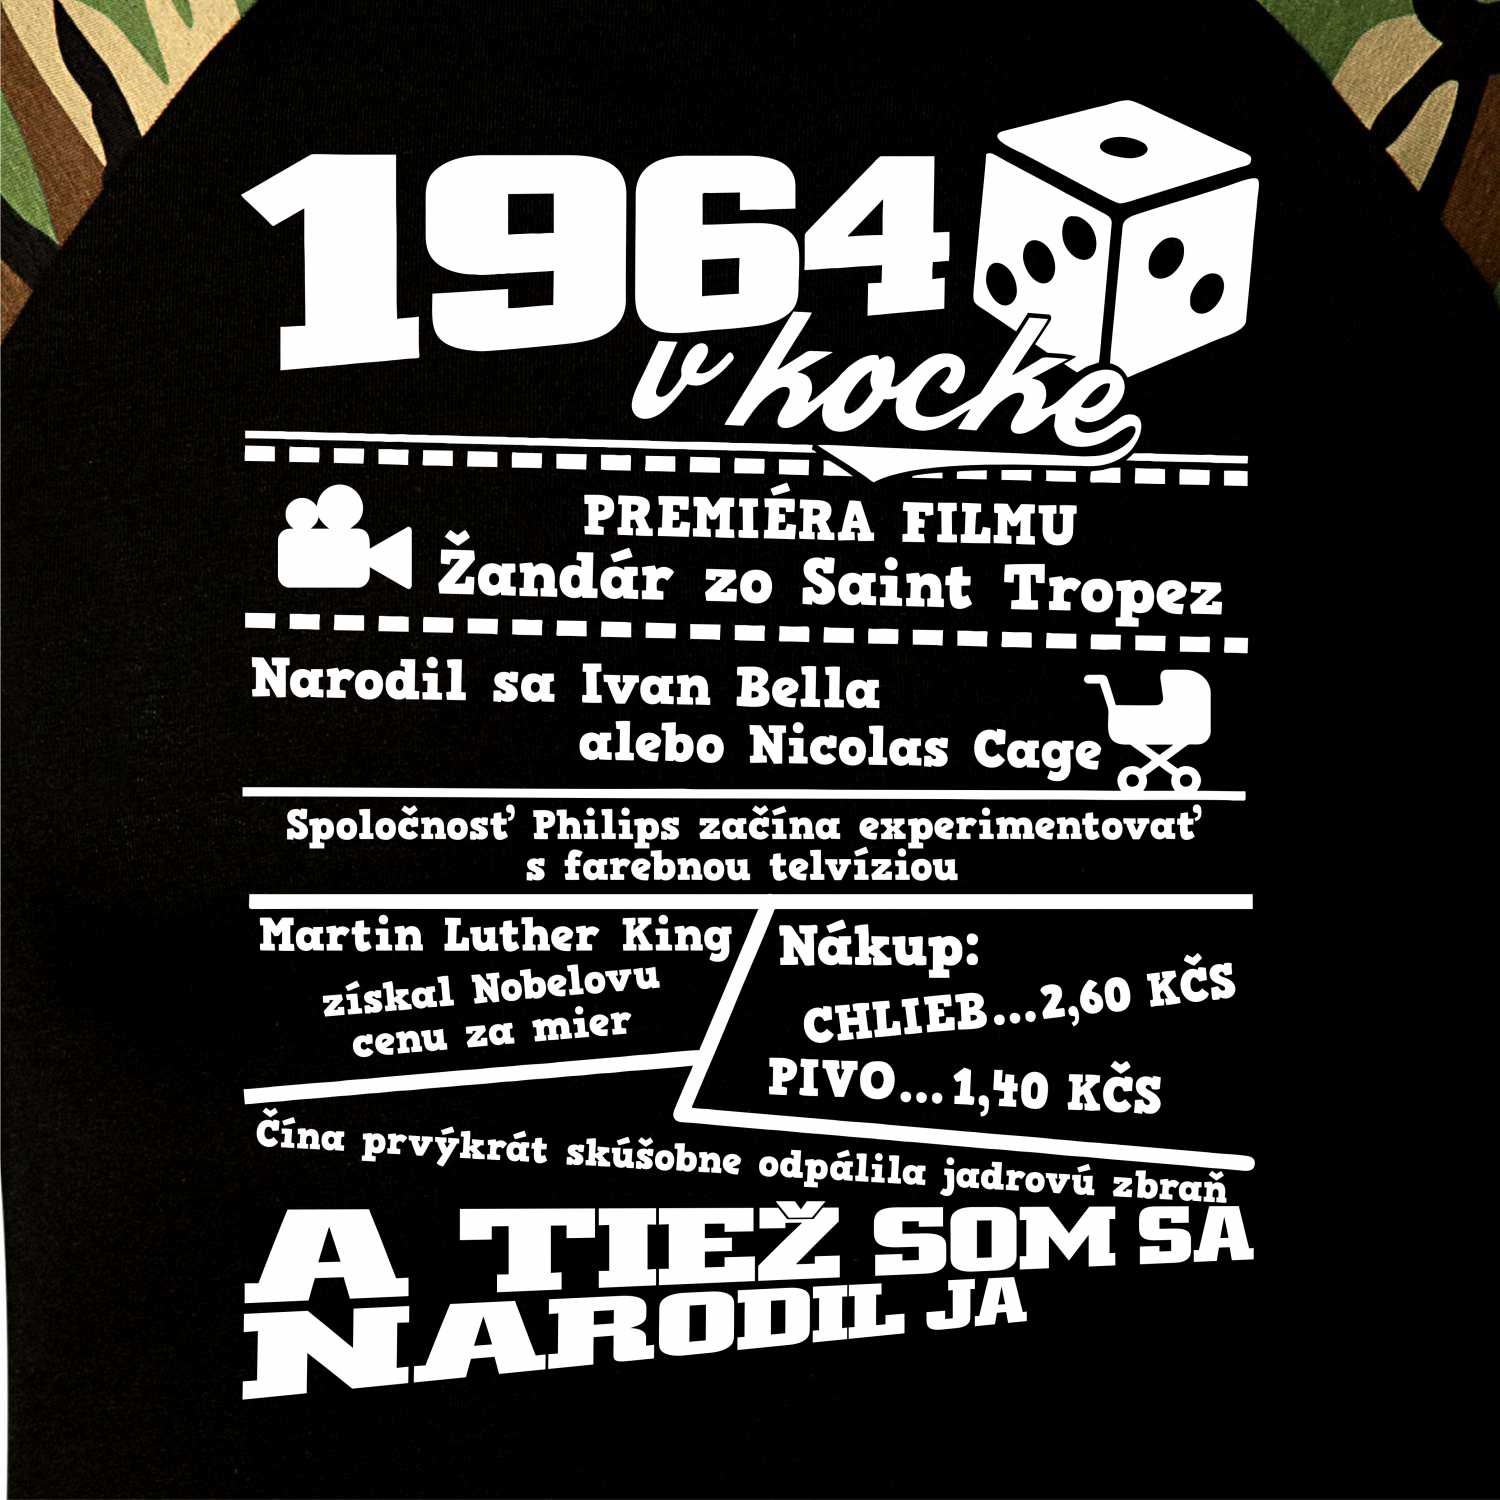 1964
v kocke
PREMIÉRA FILMU
Žandár zo Saint Tropez
Narodil sa Ivan Bella
alebo Nicolas Cage
Spoločnosť Philips začína experimentovať
s farebnou telvíziou
Martin Luther King
získal Nobelovu
cenu za mier
Nákup:
CHLIEB...2,60 KČS
PIVO...1,40 KČS
Čína prvýkrát skúšobne odpálila jadrovú zbraň
A TIEŽ SOM SA
NARODIL JA